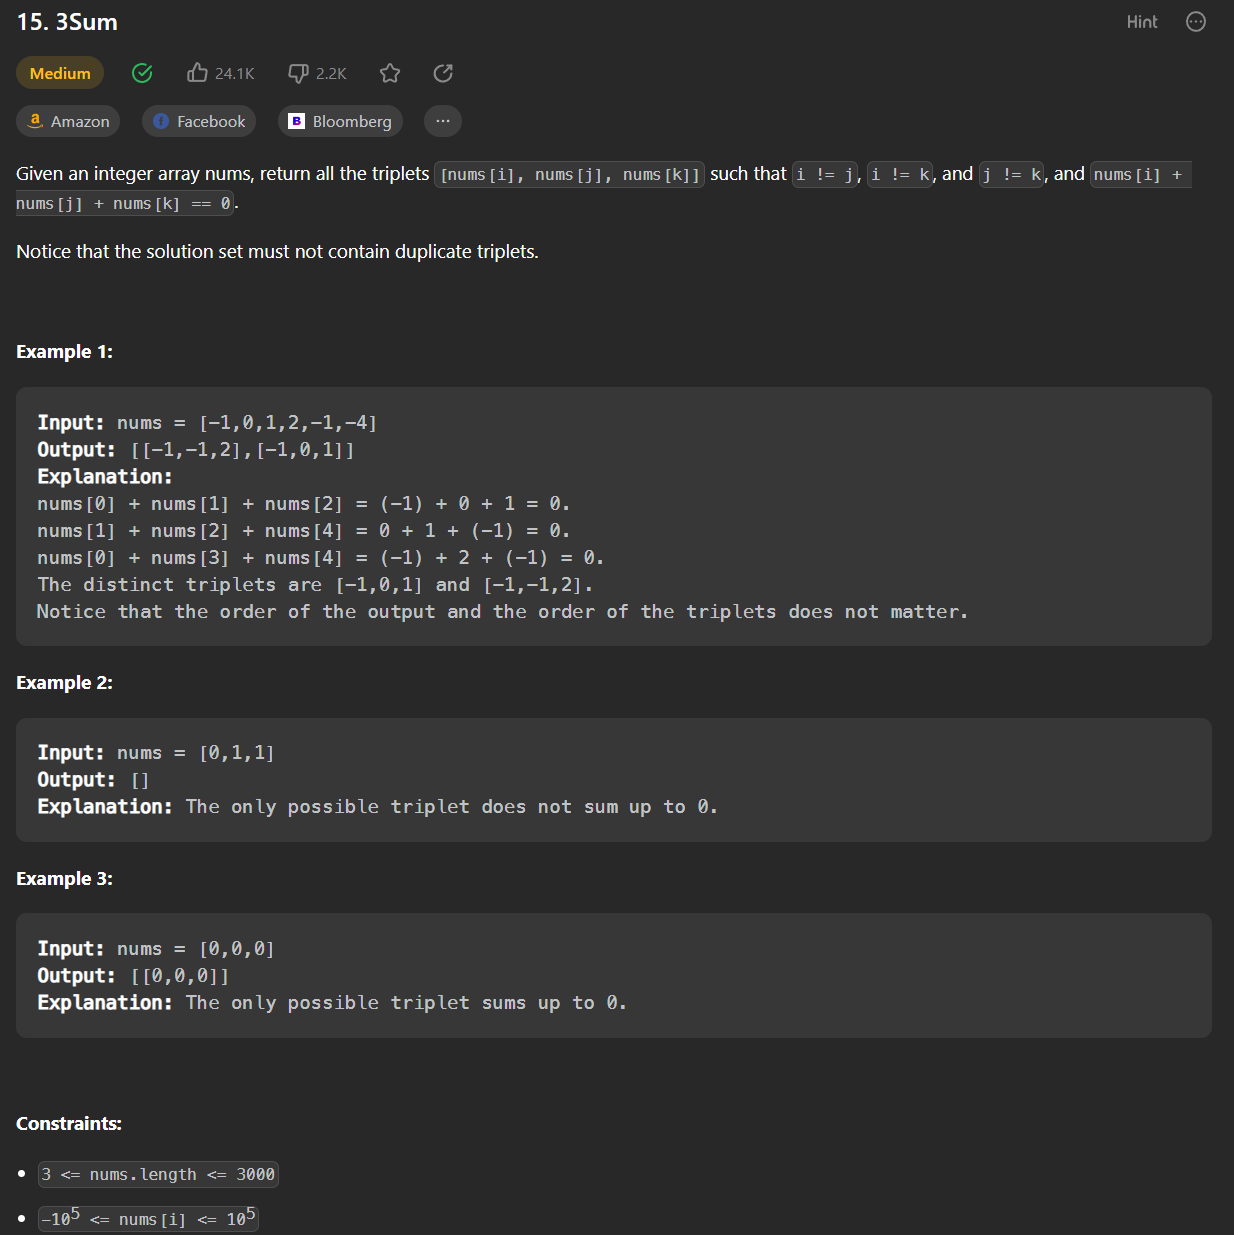 15. 3Sum
Hint
Medium
24.1K
2.2K
a Amazon
f Facebook
B Bloomberg
...
Given an integer array nums, return all the triplets [nums[i], nums[j], nums[k]] such that i != j, i != k, and j != k, and nums[i] +
nums[j] + nums[k] == 0.
Notice that the solution set must not contain duplicate triplets.
Example 1:
Input: nums = [-1,0,1,2,-1,-4]
Output: [[-1,-1,2],[-1,0,1]]
Explanation:
nums[0] + nums[1] + nums[2] = (-1) + 0 + 1 = 0.
nums[1] + nums[2] + nums[4] = 0 + 1 + (-1) = 0.
nums[0] + nums[3] + nums[4] = (-1) + 2 + (-1) = 0.
The distinct triplets are [-1,0,1] and [-1,-1,2].
Notice that the order of the output and the order of the triplets does not matter.
Example 2:
Input: nums = [0,1,1]
Output: []
Explanation: The only possible triplet does not sum up to 0.
Example 3:
Input: nums = [0,0,0]
Output: [[0,0,0]]
Explanation: The only possible triplet sums up to 0.
Constraints:
• 3 <= nums.length <= 3000
• -10⁵ <= nums[i] <= 10⁵